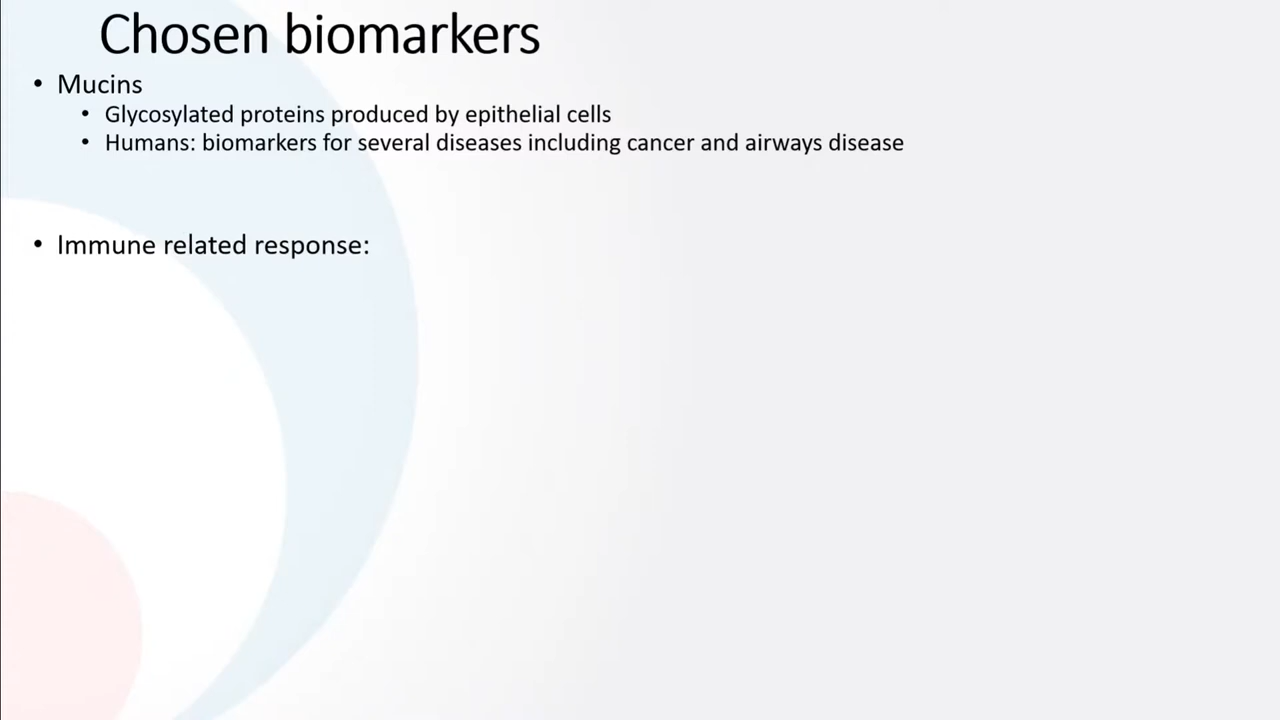 Chosen biomarkers
• Mucins
• Glycosylated proteins produced by epithelial cells
• Humans: biomarkers for several diseases including cancer and airways disease
• Immune related response: